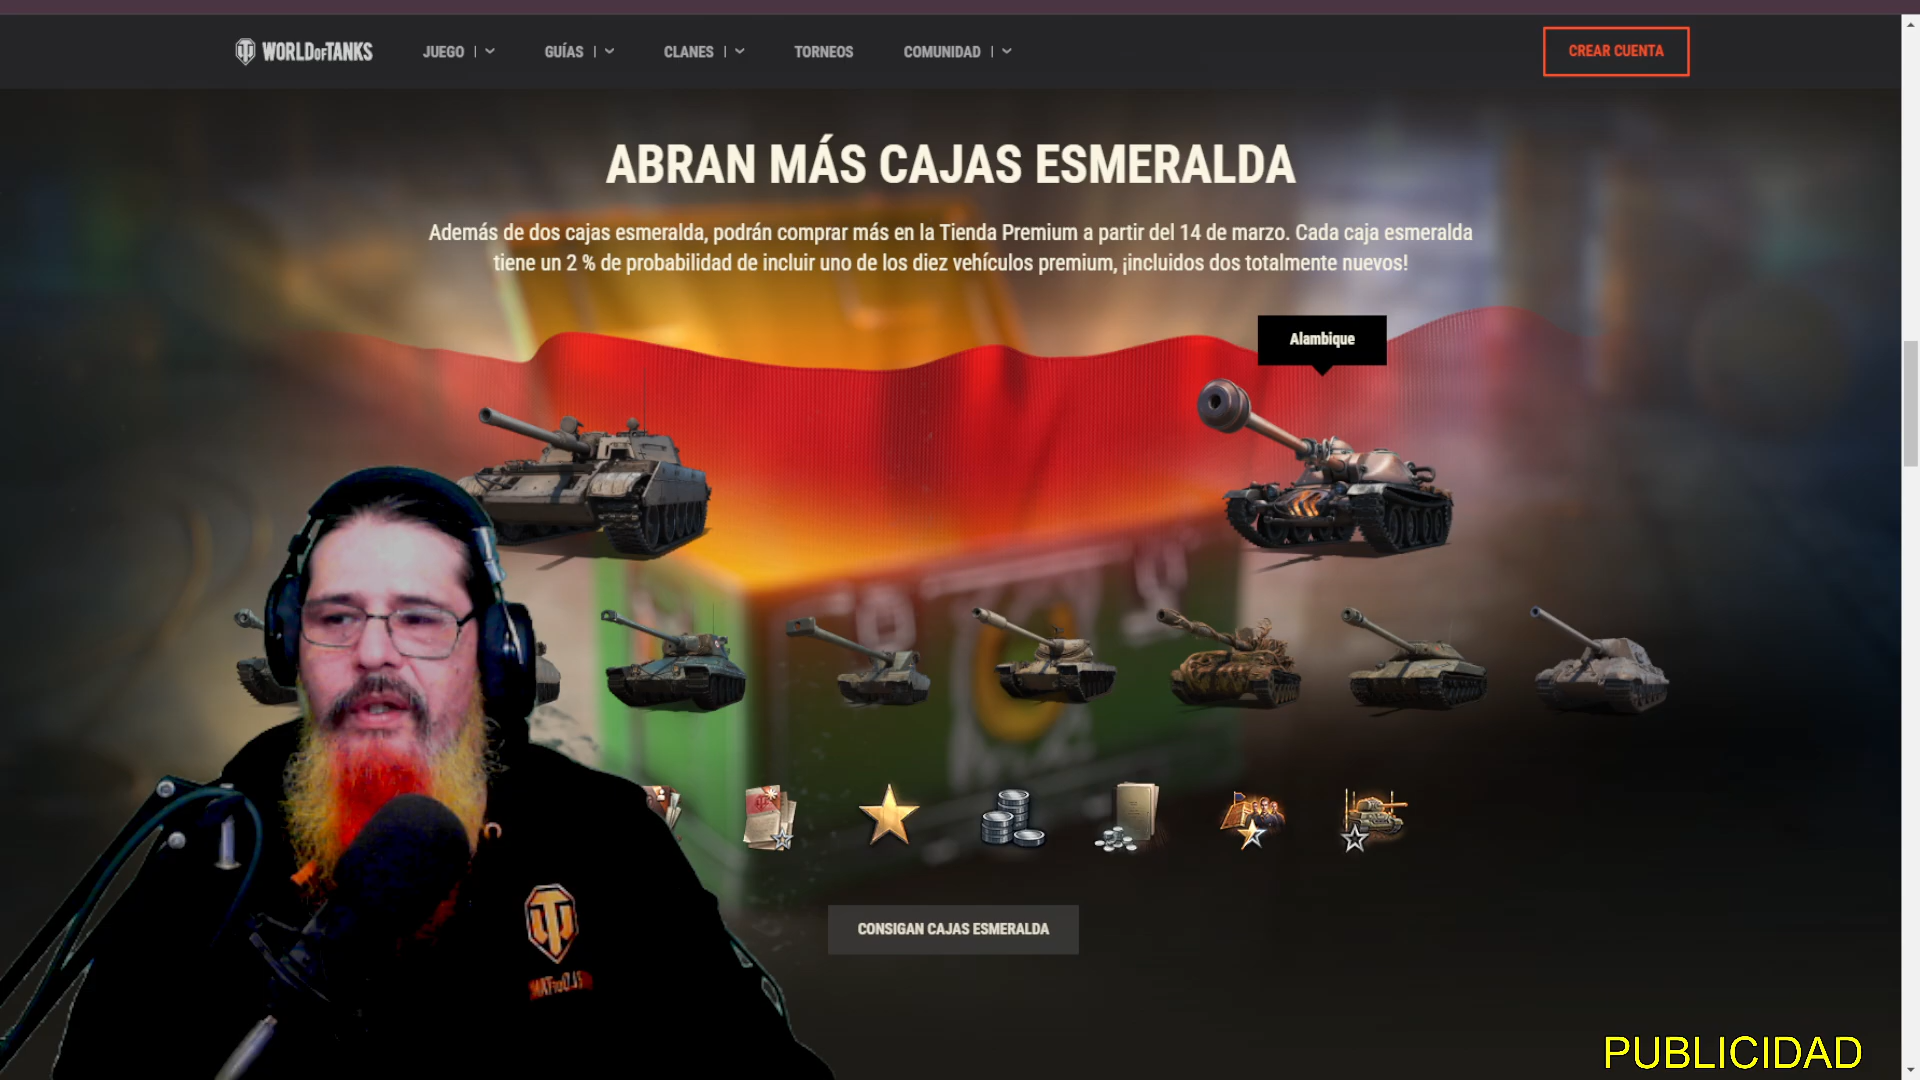 WORLD OF TANKS
JUEGO
GUÍAS
CLANES
TORNEOS
COMUNIDAD
CREAR CUENTA
ABRAN MÁS CAJAS ESMERALDA
Además de dos cajas esmeralda, podrán comprar más en la Tienda Premium a partir del 14 de marzo. Cada caja esmeralda
tiene un 2 % de probabilidad de incluir uno de los diez vehículos premium, ¡incluidos dos totalmente nuevos!
Alambique
CONSIGAN CAJAS ESMERALDA
PUBLICIDAD